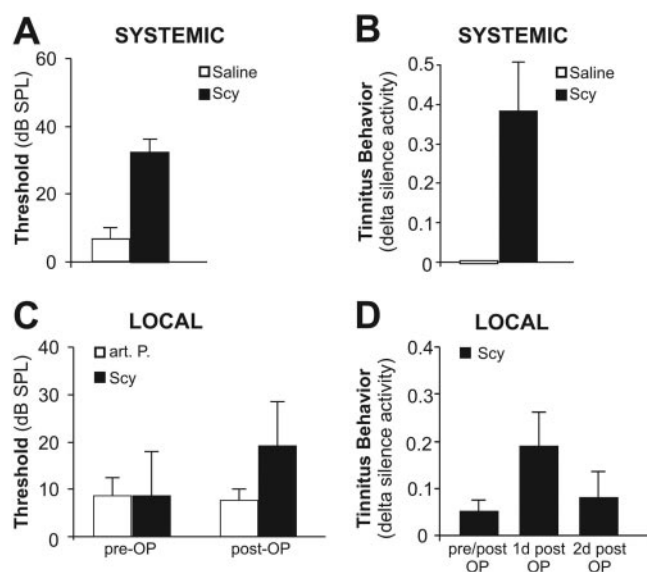 A
SYSTEMIC
Threshold (dB SPL)
60
40
20
0
Saline
Scy
B
SYSTEMIC
Tinnitus Behavior
(delta silence activity)
0.5
0.4
0.3
0.2
0.1
0
Saline
Scy
C
LOCAL
Threshold (dB SPL)
40
30
20
10
0
art. P.
Scy
pre-OP
post-OP
D
LOCAL
Tinnitus Behavior
(delta silence activity)
0.4
0.3
0.2
0.1
0
Scy
pre/post 1d post 2d post
OP OP OP